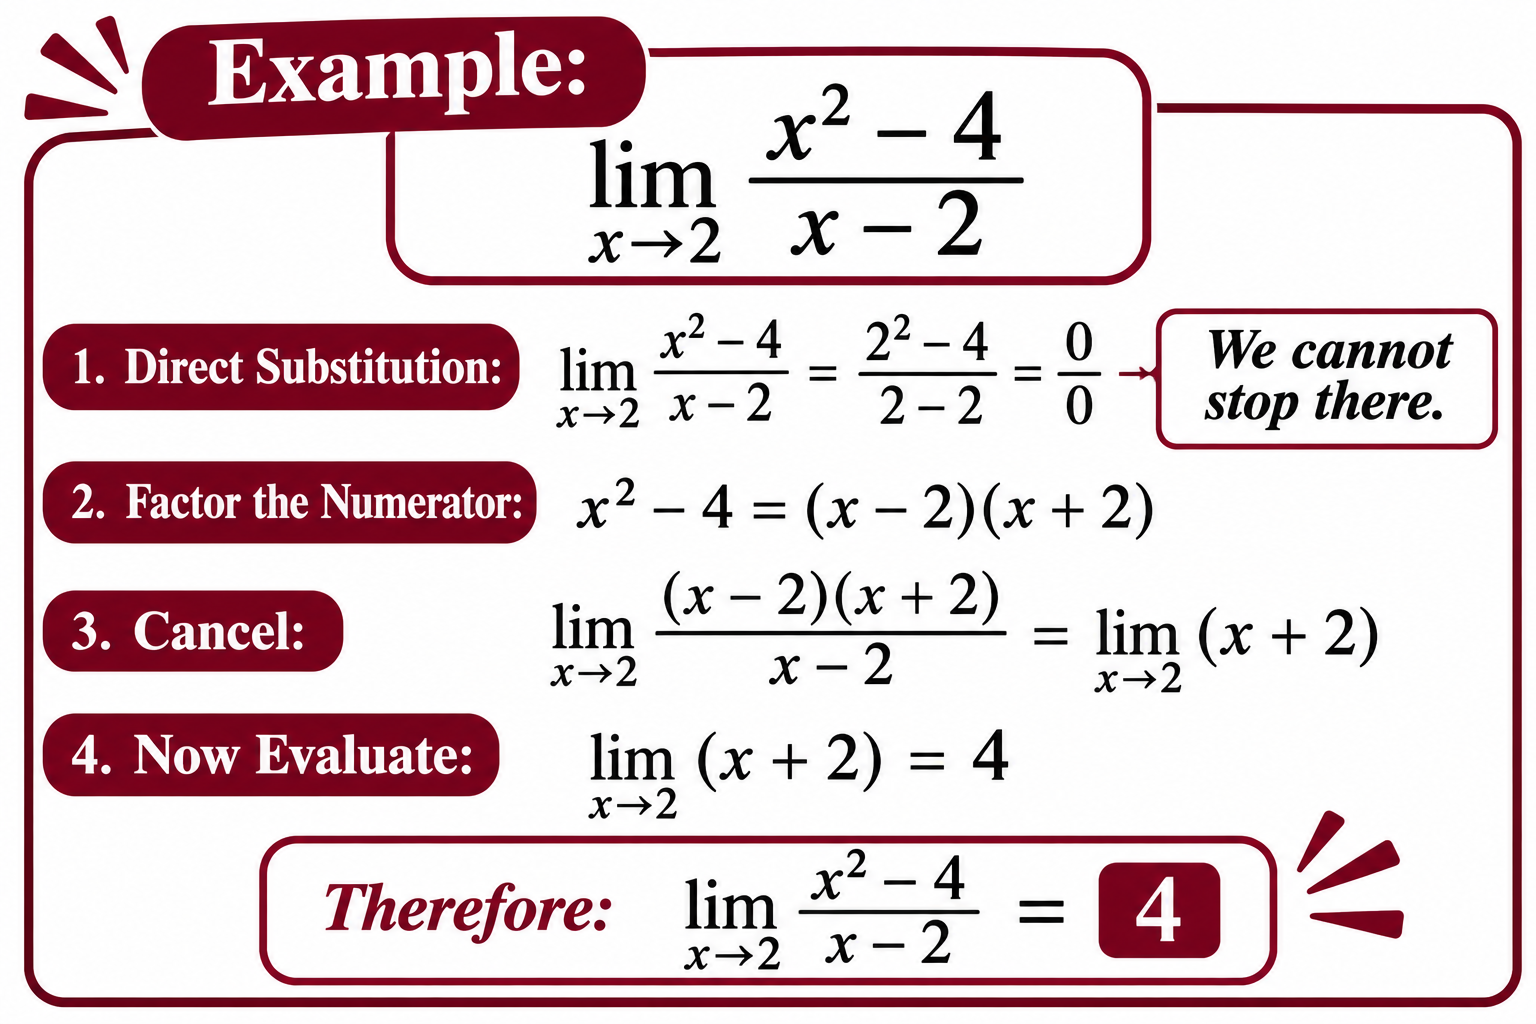 Example:
lim x→2 (x² − 4)/(x − 2)
1. Direct Substitution: lim x→2 (x² − 4)/(x − 2) = (2² − 4)/(2 − 2) = 0/0 → We cannot
stop there.
2. Factor the Numerator: x² − 4 = (x − 2)(x + 2)
3. Cancel: lim x→2 (x − 2)(x + 2)/(x − 2) = lim x→2 (x + 2)
4. Now Evaluate: lim x→2 (x + 2) = 4
Therefore: lim x→2 (x² − 4)/(x − 2) = 4